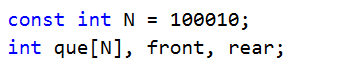 const int N = 100010;
int que[N], front, rear;